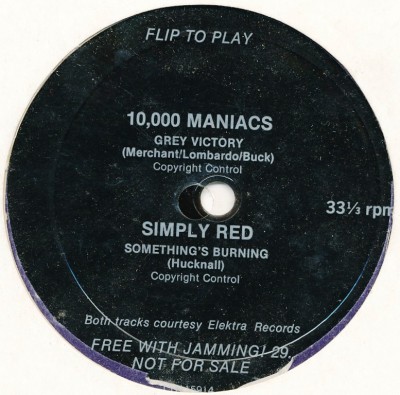 FLIP TO PLAY
10,000 MANIACS
GREY VICTORY
(Merchant/Lombardo/Buck)
Copyright Control
33⅓ rpm
SIMPLY RED
SOMETHING'S BURNING
(Hucknall)
Copyright Control
Both tracks courtesy Elektra Records
FREE WITH JAMMING! 29.
NOT FOR SALE